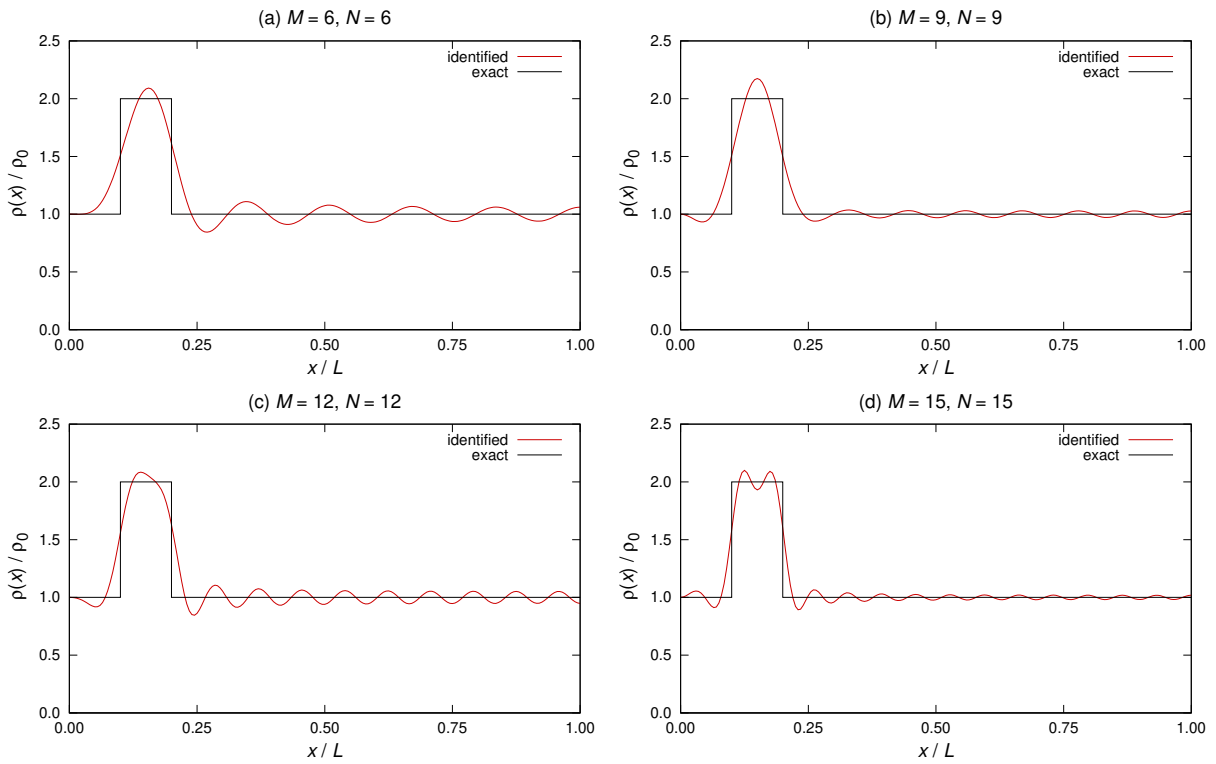 (a) M = 6, N = 6
ρ(x) / ρ0
2.5
2.0
1.5
1.0
0.5
0.0
identified
exact
0.00 0.25 0.50 0.75 1.00
x / L
(b) M = 9, N = 9
ρ(x) / ρ0
2.5
2.0
1.5
1.0
0.5
0.0
identified
exact
0.00 0.25 0.50 0.75 1.00
x / L
(c) M = 12, N = 12
ρ(x) / ρ0
2.5
2.0
1.5
1.0
0.5
0.0
identified
exact
0.00 0.25 0.50 0.75 1.00
x / L
(d) M = 15, N = 15
ρ(x) / ρ0
2.5
2.0
1.5
1.0
0.5
0.0
identified
exact
0.00 0.25 0.50 0.75 1.00
x / L